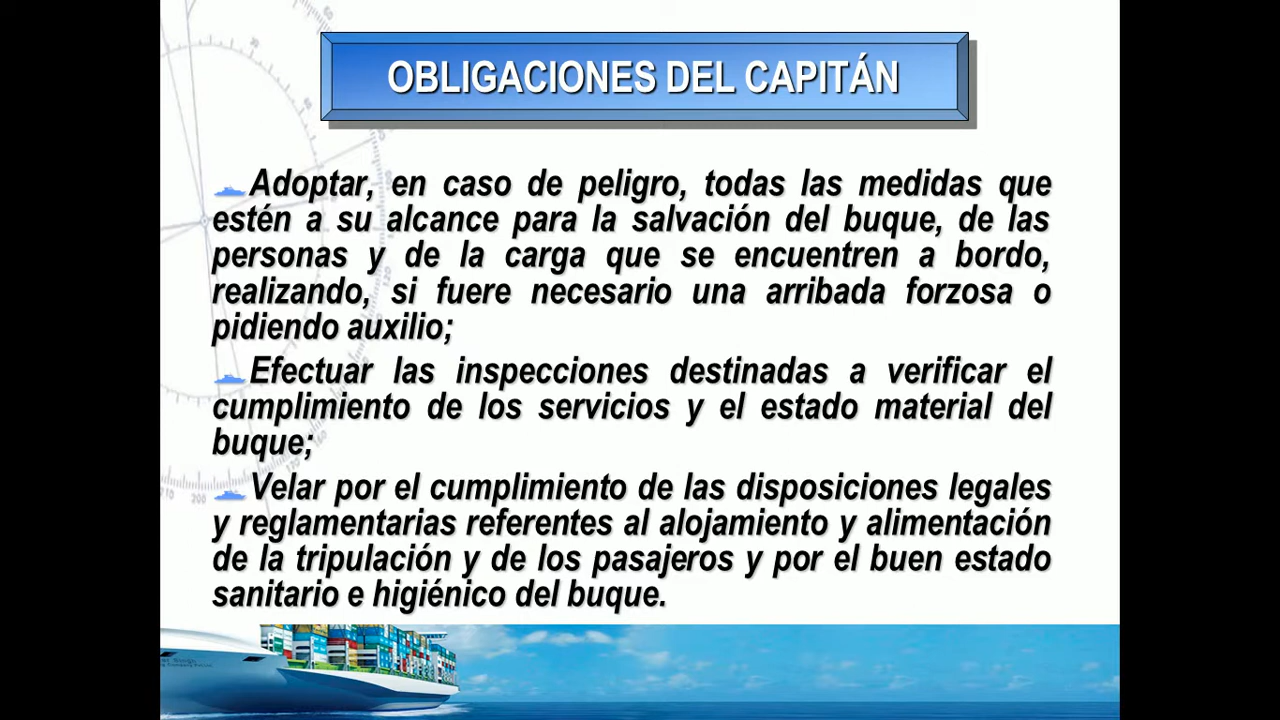 OBLIGACIONES DEL CAPITÁN
Adoptar, en caso de peligro, todas las medidas que
estén a su alcance para la salvación del buque, de las
personas y de la carga que se encuentren a bordo,
realizando, si fuere necesario una arribada forzosa o
pidiendo auxilio;
Efectuar las inspecciones destinadas a verificar el
cumplimiento de los servicios y el estado material del
buque;
Velar por el cumplimiento de las disposiciones legales
y reglamentarias referentes al alojamiento y alimentación
de la tripulación y de los pasajeros y por el buen estado
sanitario e higiénico del buque.